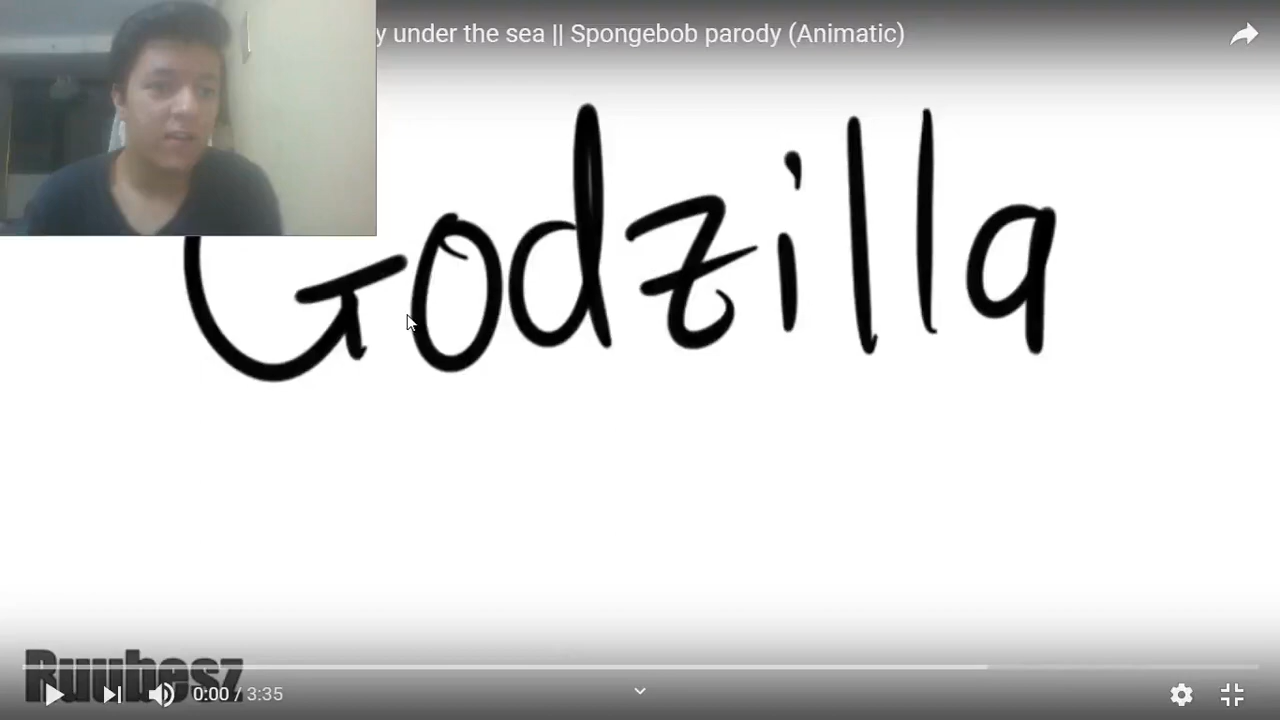 y under the sea || Spongebob parody (Animatic)
Godzilla
Ruubesz
0:00 / 3:35